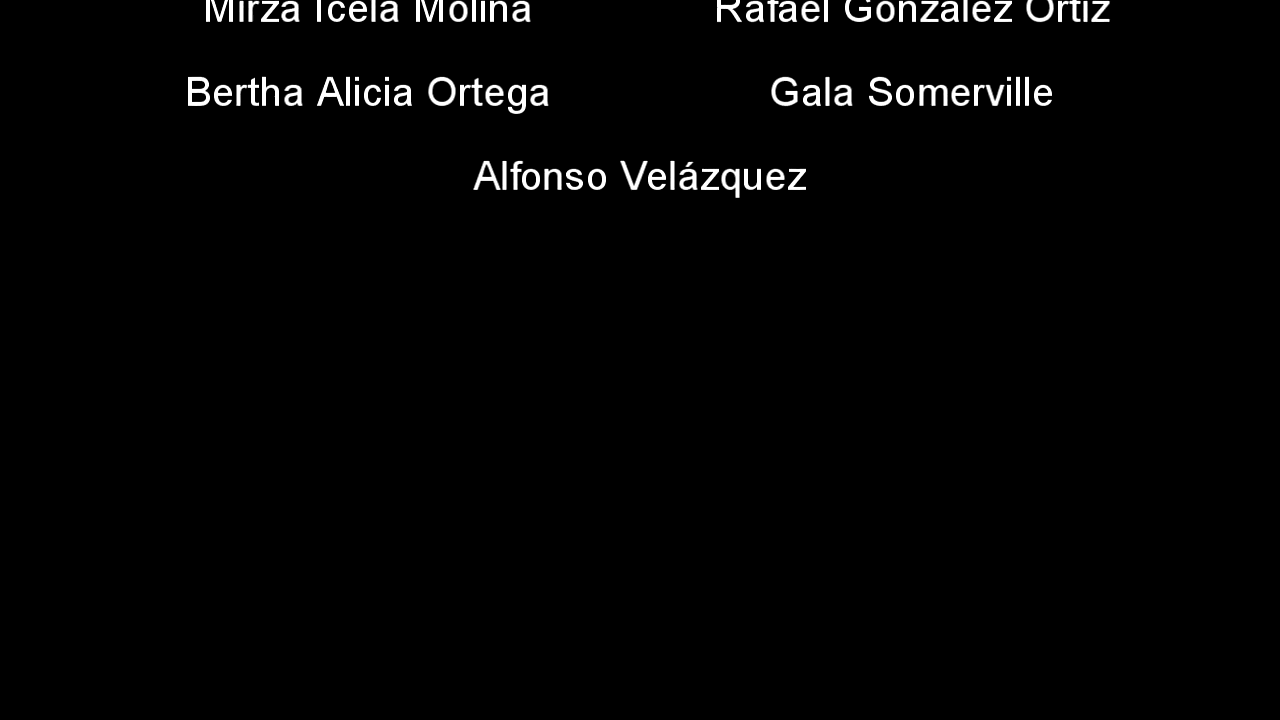 Mirza Icela Molina Rafael González Ortiz
Bertha Alicia Ortega Gala Somerville
Alfonso Velázquez